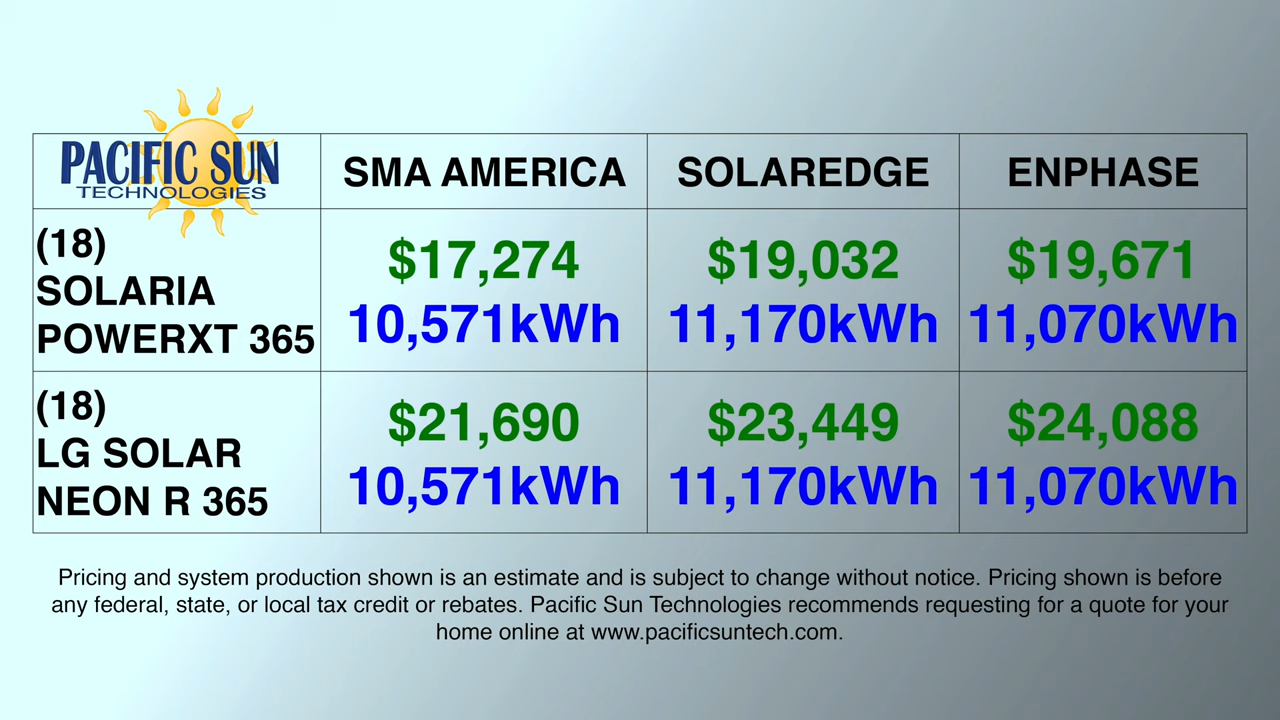 PACIFIC SUN
TECHNOLOGIES
SMA AMERICA
SOLAREDGE
ENPHASE
(18)
SOLARIA
POWERXT 365
$17,274
10,571kWh
$19,032
11,170kWh
$19,671
11,070kWh
(18)
LG SOLAR
NEON R 365
$21,690
10,571kWh
$23,449
11,170kWh
$24,088
11,070kWh
Pricing and system production shown is an estimate and is subject to change without notice. Pricing shown is before
any federal, state, or local tax credit or rebates. Pacific Sun Technologies recommends requesting for a quote for your
home online at www.pacificsuntech.com.